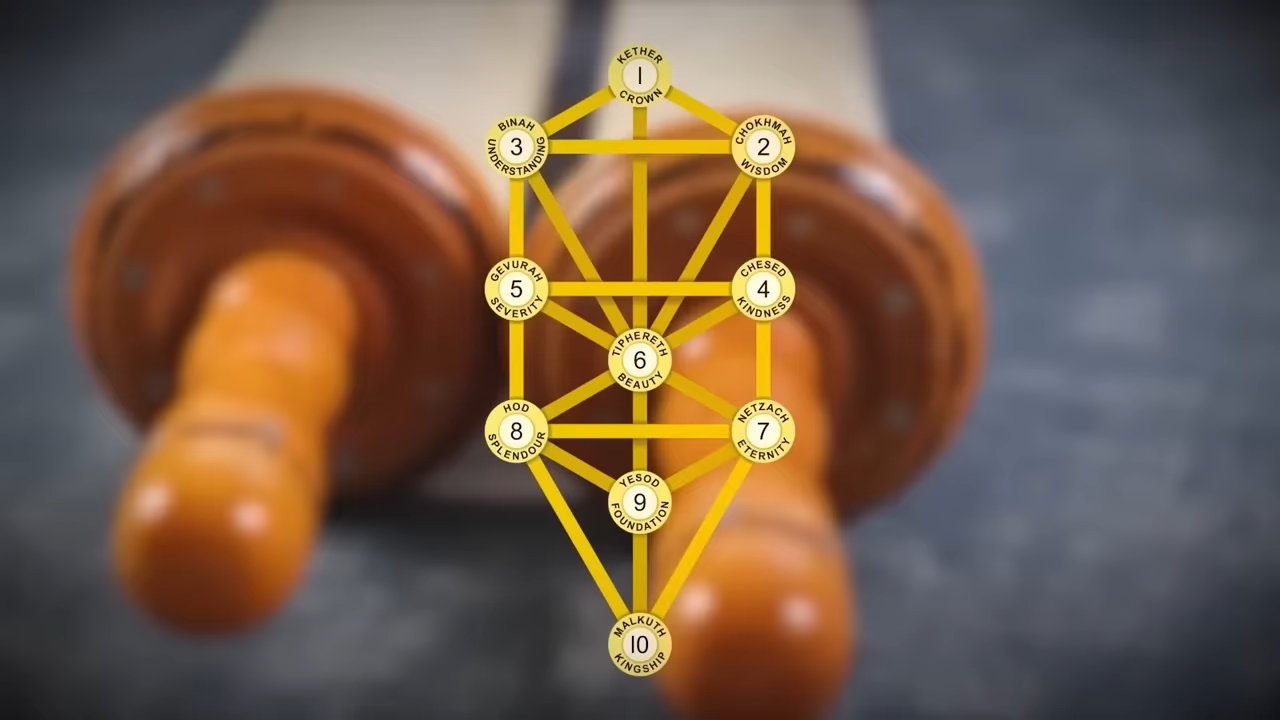 KETHER
1
CROWN
BINAH
3
UNDERSTANDING
CHOKHMAH
2
WISDOM
GEVURAH
5
SEVERITY
CHESED
4
KINDNESS
TIPHERETH
6
BEAUTY
HOD
8
SPLENDOUR
NETZACH
7
ETERNITY
YESOD
9
FOUNDATION
MALKUTH
10
KINGSHIP